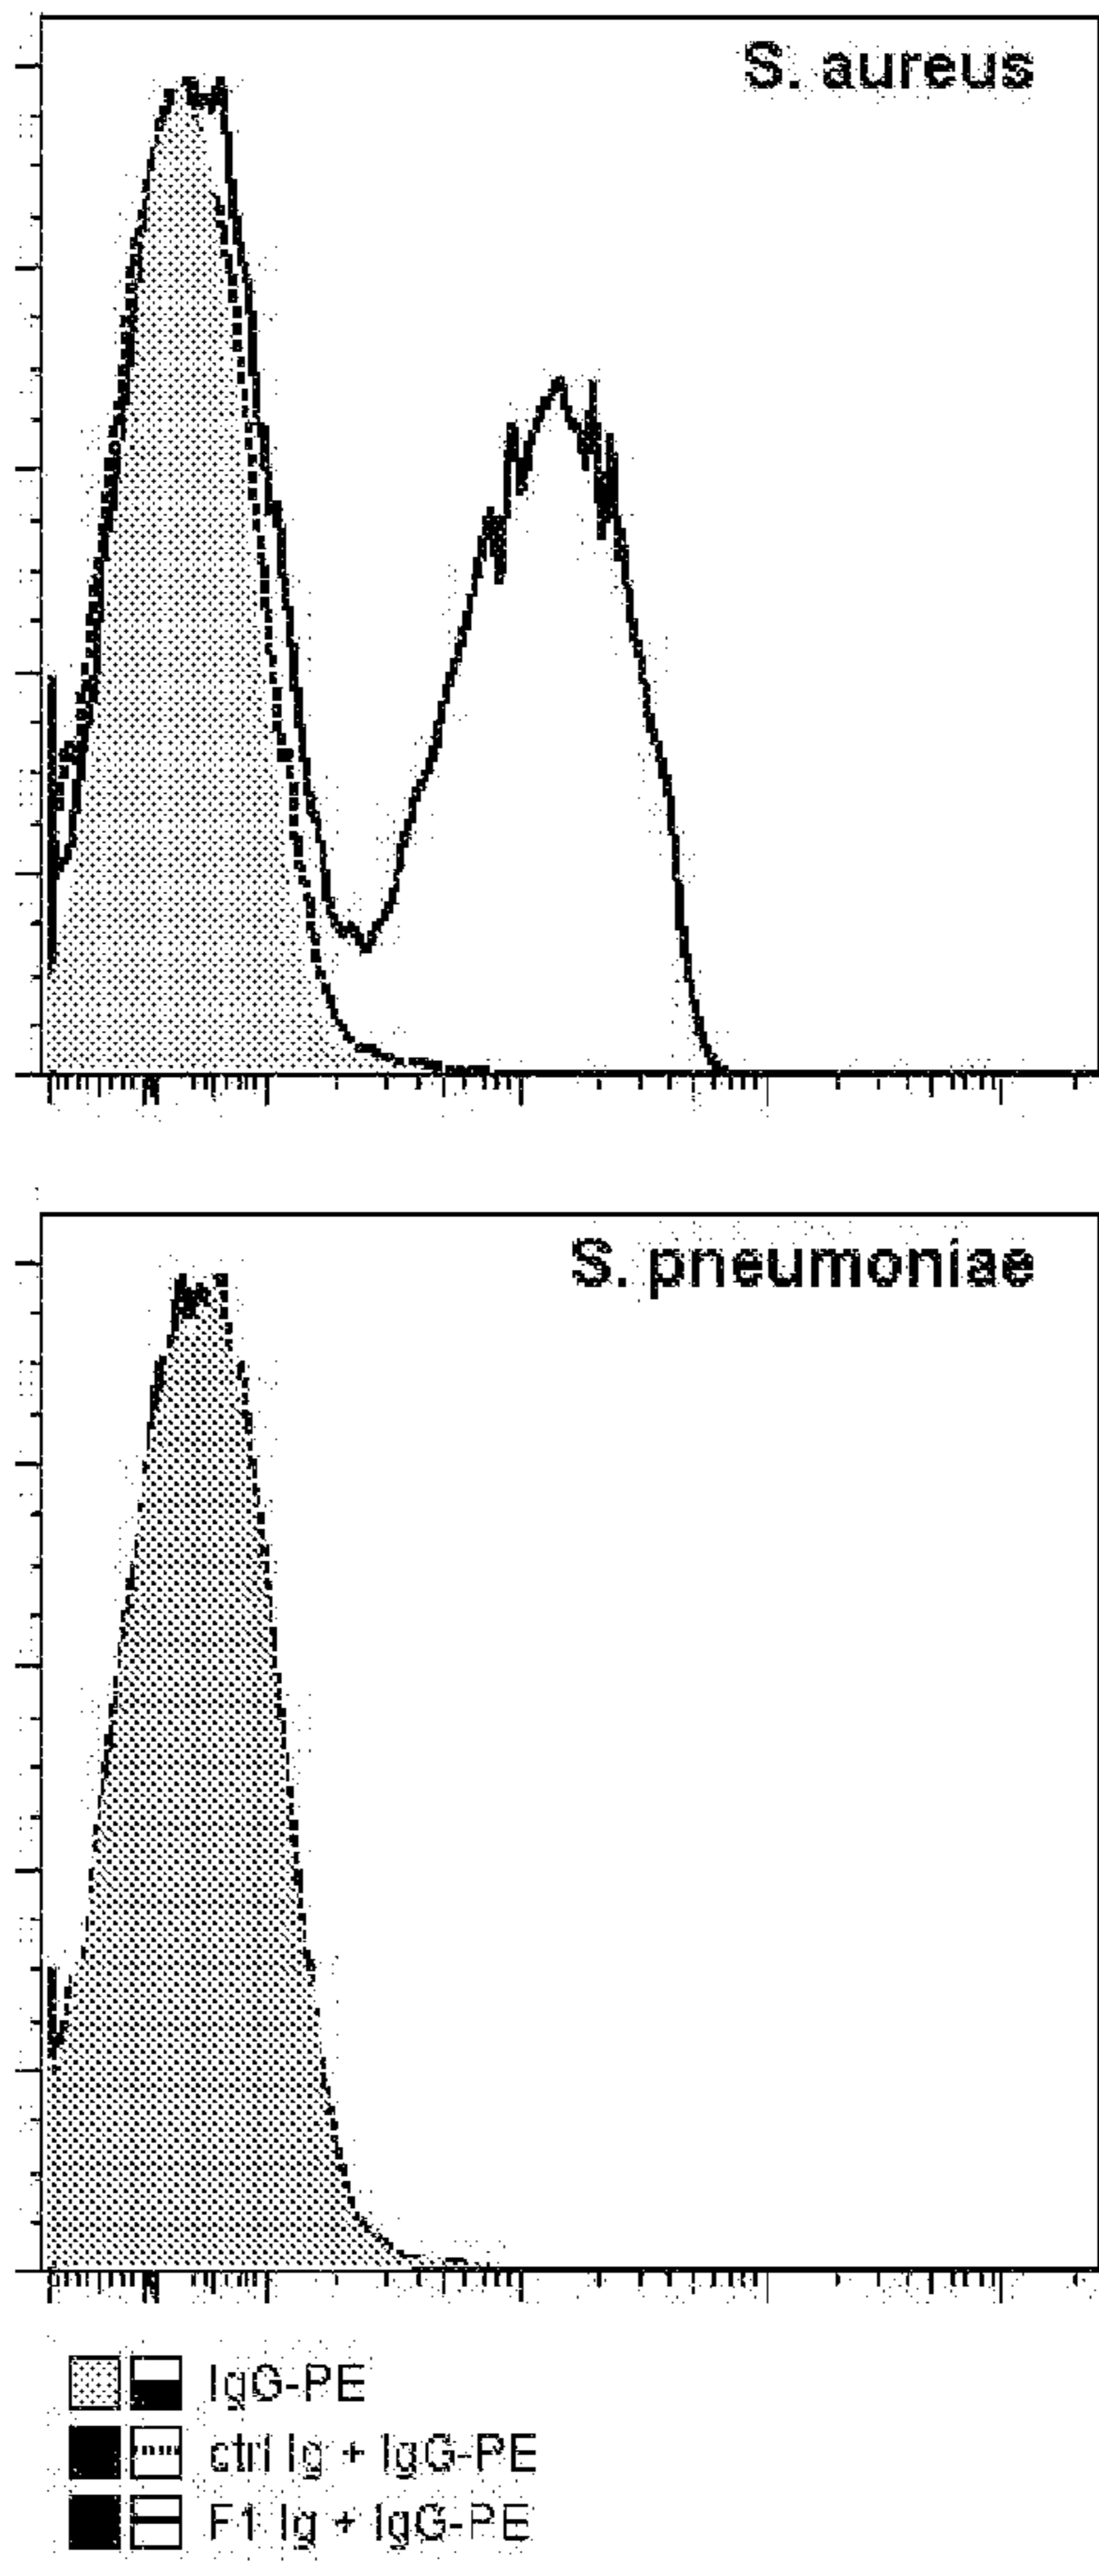 S. aureus
S. pneumoniae
IgG-PE
ctrl Ig + IgG-PE
F1 Ig + IgG-PE